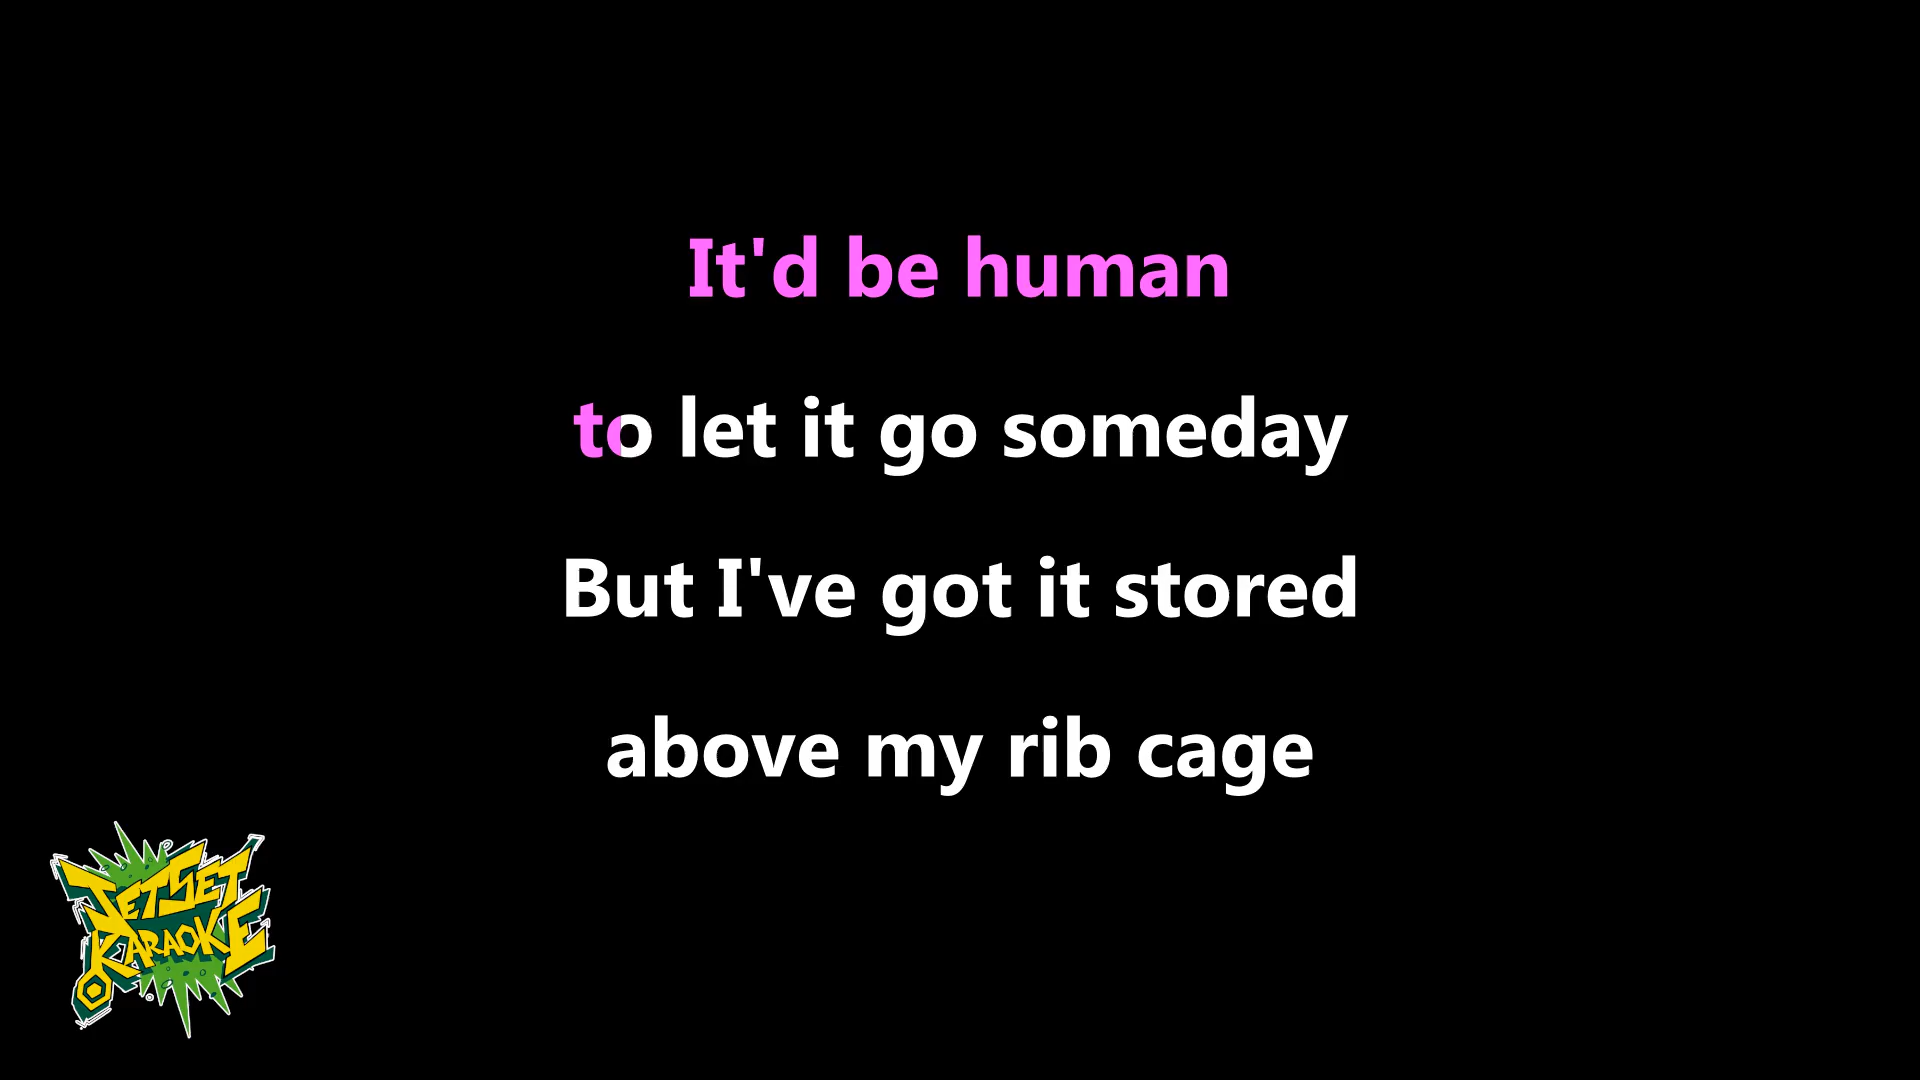 It'd be human
to let it go someday
But I've got it stored
above my rib cage
JETSET
KARAOKE